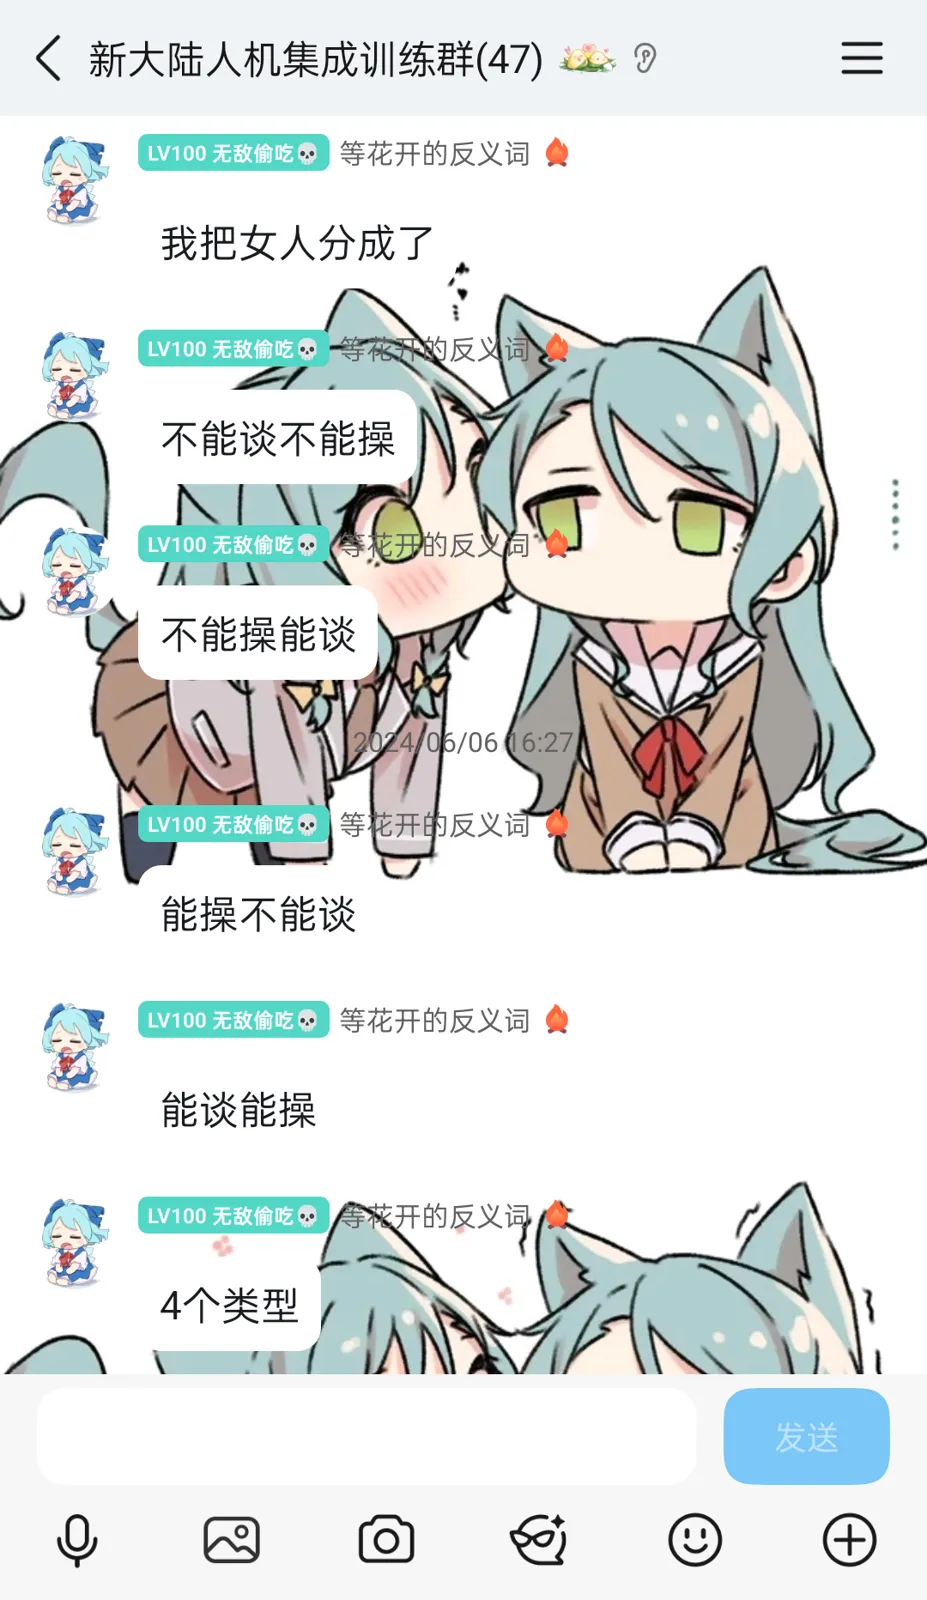 新大陆人机集成训练群(47)
LV100 无敌偷吃💀 等花开的反义词 🔥
我把女人分成了
LV100 无敌偷吃💀 等花开的反义词 🔥
不能谈不能操
LV100 无敌偷吃💀 等花开的反义词 🔥
不能操能谈
2024/06/06 16:27
LV100 无敌偷吃💀 等花开的反义词 🔥
能操不能谈
LV100 无敌偷吃💀 等花开的反义词 🔥
能谈能操
LV100 无敌偷吃💀 等花开的反义词 🔥
4个类型
发送